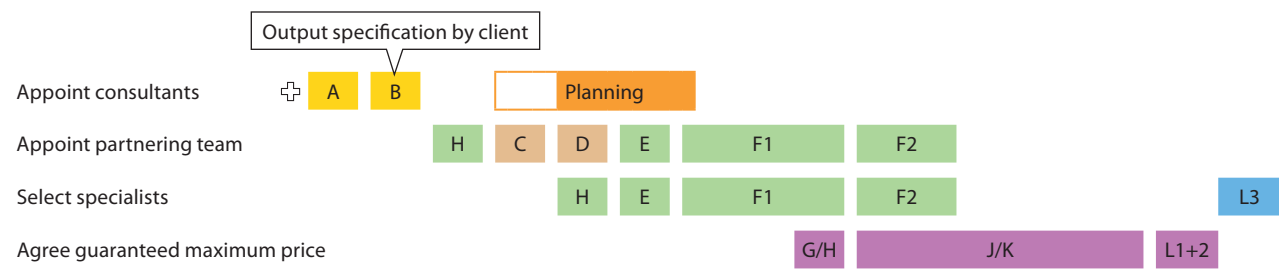 Output specification by client
Appoint consultants A B Planning
Appoint partnering team H C D E F1 F2
Select specialists H E F1 F2 L3
Agree guaranteed maximum price G/H J/K L1+2